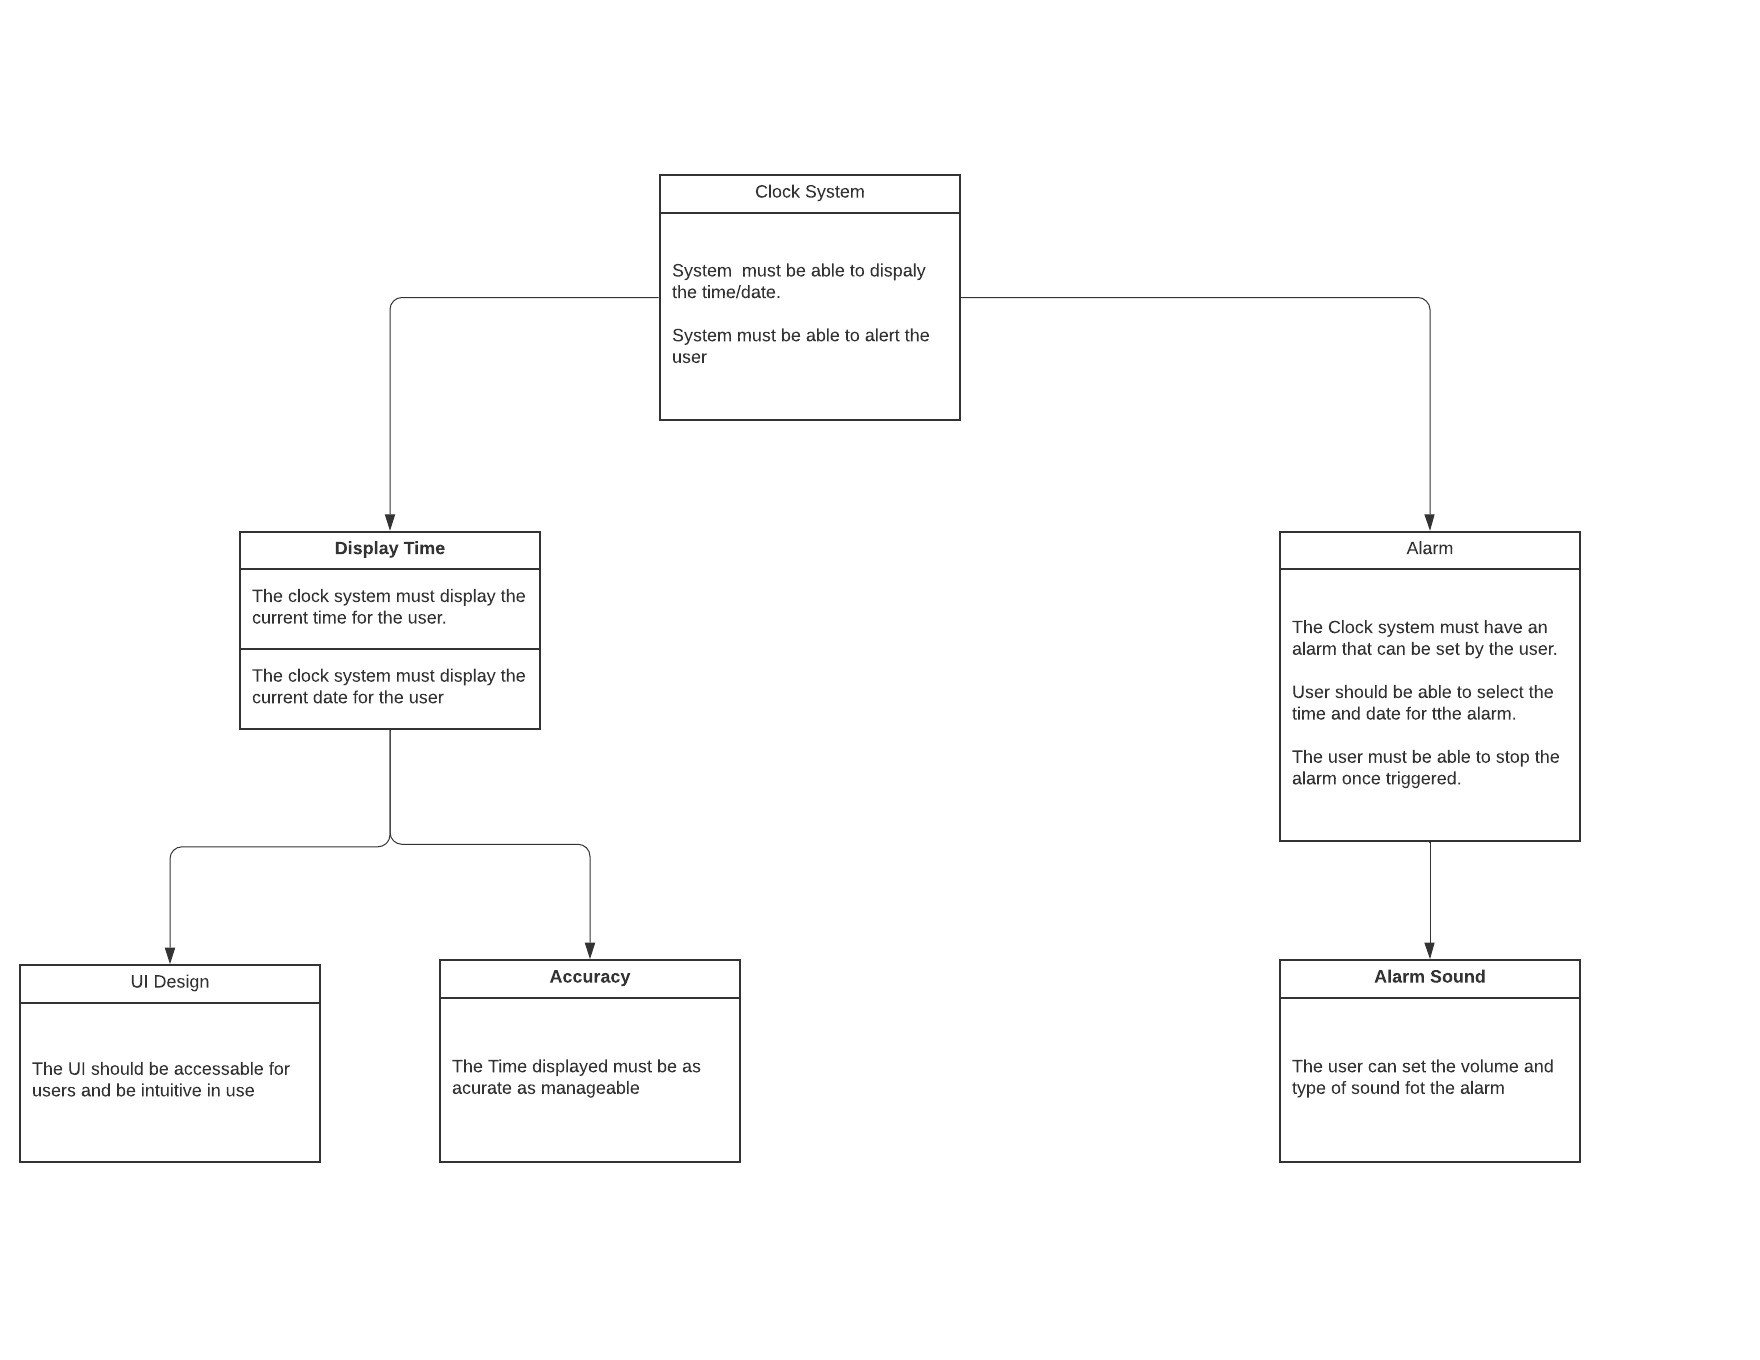 Clock System
System  must be able to dispaly
the time/date.
System must be able to alert the
user
Display Time
The clock system must display the
current time for the user.
The clock system must display the
current date for the user
Alarm
The Clock system must have an
alarm that can be set by the user.
User should be able to select the
time and date for tthe alarm.
The user must be able to stop the
alarm once triggered.
UI Design
The UI should be accessable for
users and be intuitive in use
Accuracy
The Time displayed must be as
acurate as manageable
Alarm Sound
The user can set the volume and
type of sound fot the alarm